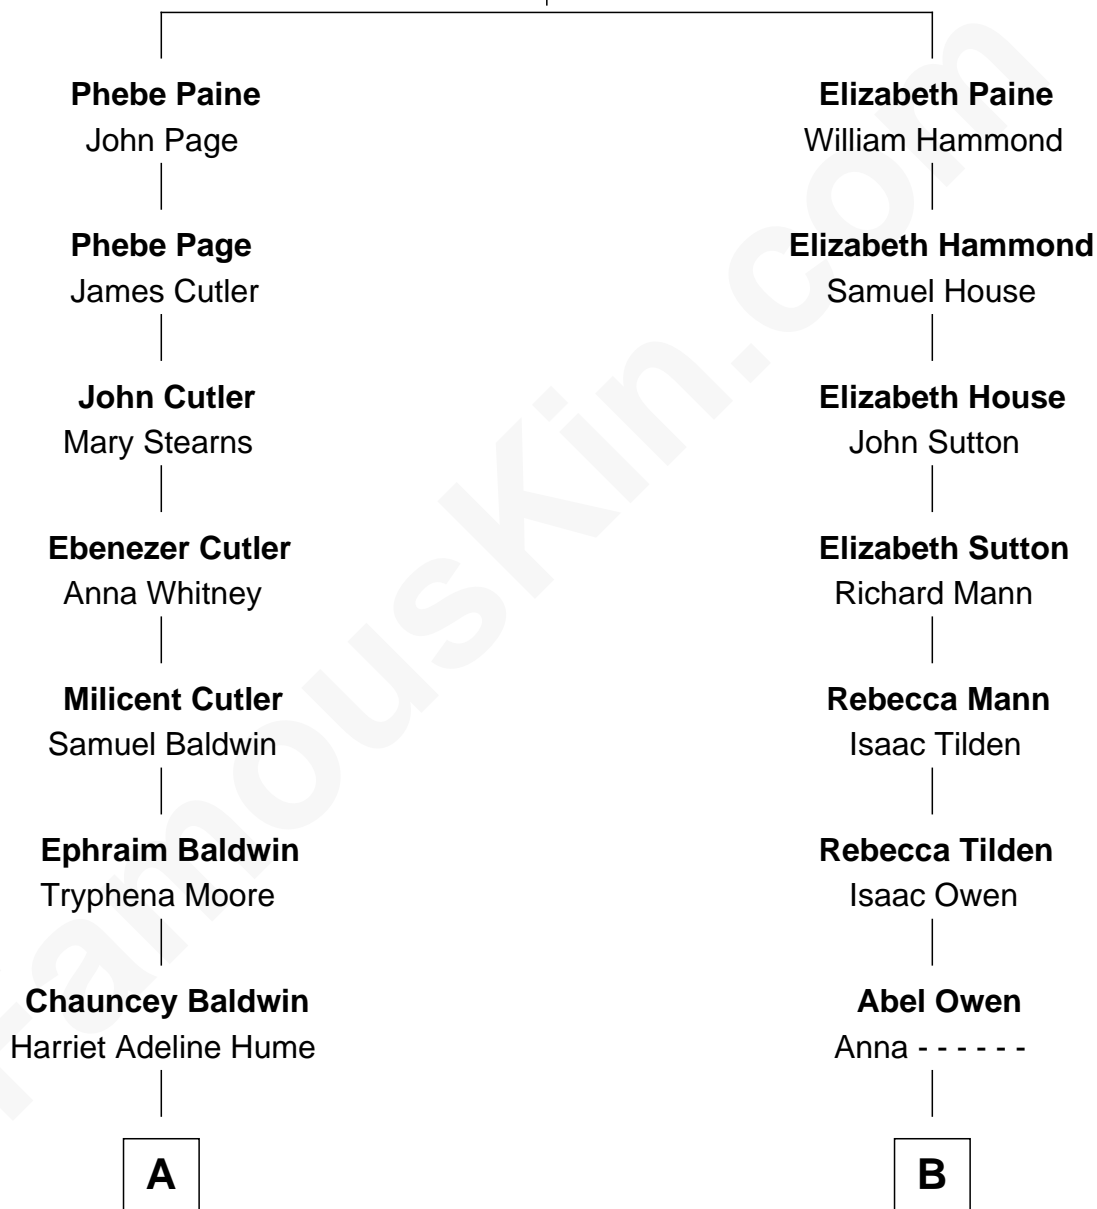 Phebe Paine
John Page
Elizabeth Paine
William Hammond
Phebe Page
James Cutler
Elizabeth Hammond
Samuel House
John Cutler
Mary Stearns
Elizabeth House
John Sutton
Ebenezer Cutler
Anna Whitney
Elizabeth Sutton
Richard Mann
Milicent Cutler
Samuel Baldwin
Rebecca Mann
Isaac Tilden
Ephraim Baldwin
Tryphena Moore
Rebecca Tilden
Isaac Owen
Chauncey Baldwin
Harriet Adeline Hume
Abel Owen
Anna - - - - - -
A
B
FamousKin.com